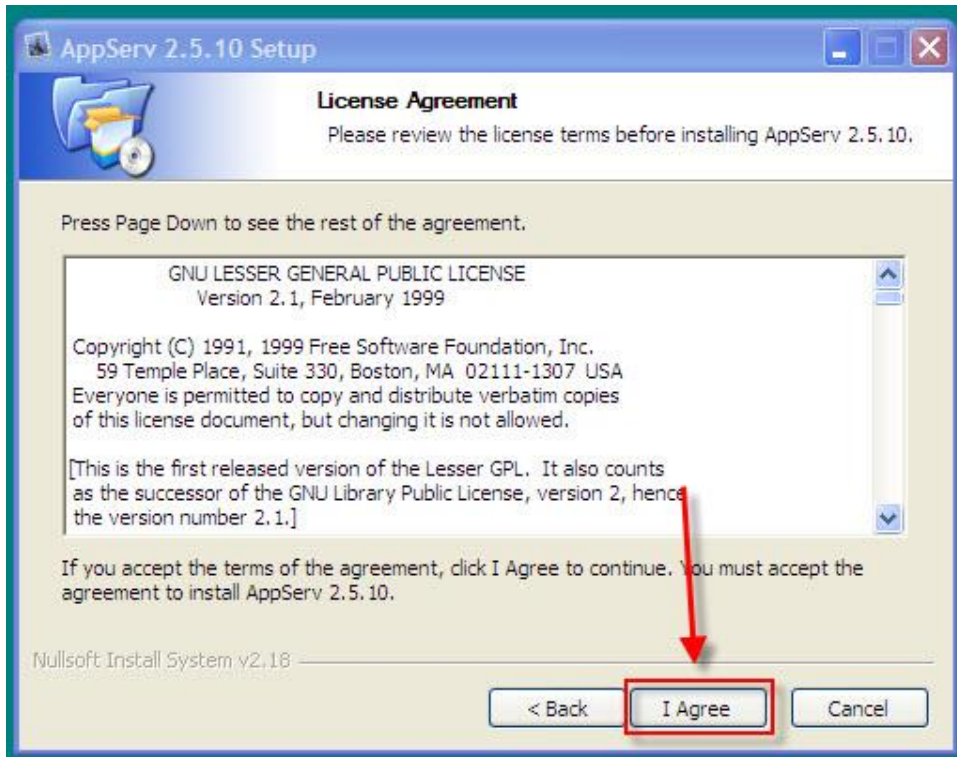 AppServ 2.5.10 Setup
License Agreement
Please review the license terms before installing AppServ 2.5.10.
Press Page Down to see the rest of the agreement.
GNU LESSER GENERAL PUBLIC LICENSE
Version 2.1, February 1999
Copyright (C) 1991, 1999 Free Software Foundation, Inc.
59 Temple Place, Suite 330, Boston, MA 02111-1307 USA
Everyone is permitted to copy and distribute verbatim copies
of this license document, but changing it is not allowed.
[This is the first released version of the Lesser GPL. It also counts
as the successor of the GNU Library Public License, version 2, hence
the version number 2.1.]
If you accept the terms of the agreement, click I Agree to continue. You must accept the
agreement to install AppServ 2.5.10.
Nullsoft Install System v2.18
< Back I Agree Cancel